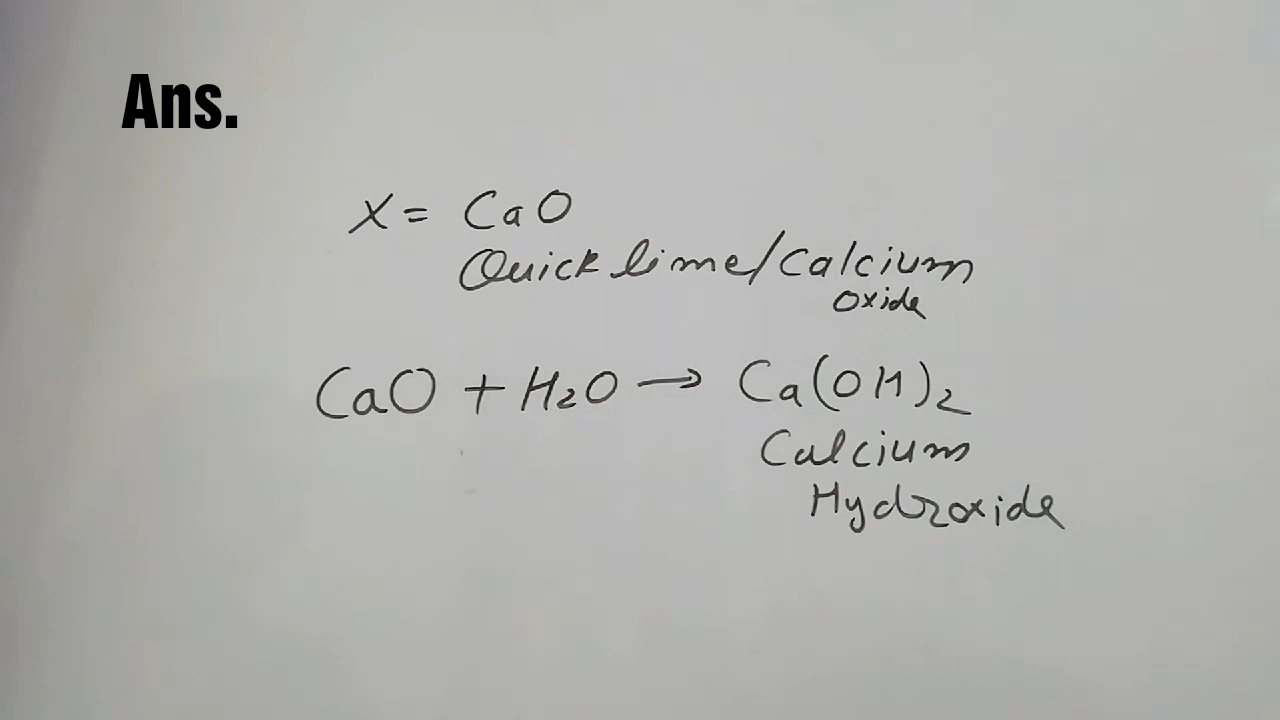 Ans.
X = CaO
Quick lime/Calcium
oxide
CaO + H2O → Ca(OH)2
Calcium
Hydroxide